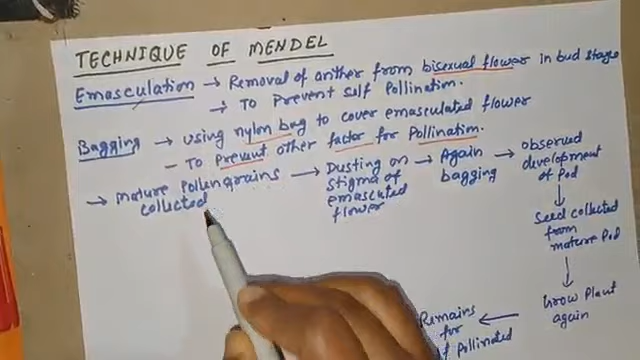 TECHNIQUE OF MENDEL
Emasculation → Removal of anther from bisexual flower in bud stage
→ To Prevent Self Pollination.
Bagging → Using nylon bag to cover emasculated flower
- To Prevent other factor for Pollination.
→ Mature Pollengrains collected → Dusting on stigma of emasculated flower → Again bagging → Observed development of Pod
↓
Seed collected
from
mature Pod
↓
Grow Plant
again
← Remains
for
Pollinated